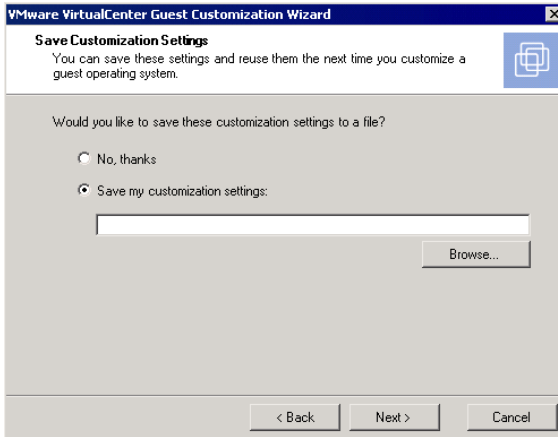 VMware VirtualCenter Guest Customization Wizard
Save Customization Settings
You can save these settings and reuse them the next time you customize a
guest operating system.
Would you like to save these customization settings to a file?
No, thanks
Save my customization settings:
Browse...
< Back
Next >
Cancel